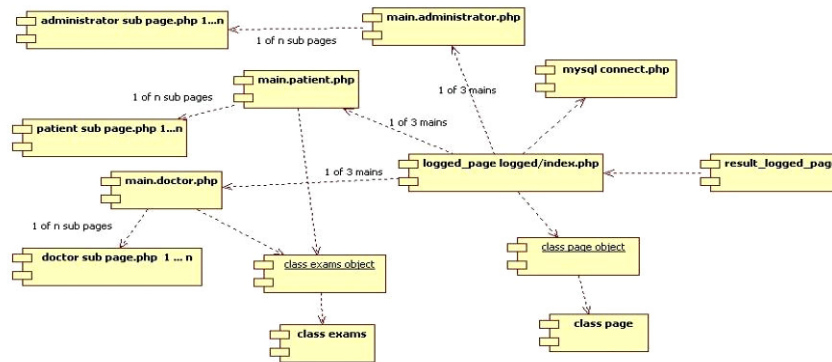 administrator sub page.php 1...n
main.administrator.php
1 of n sub pages
mysql connect.php
main.patient.php
1 of n sub pages
1 of 3 mains
1 of 3 mains
patient sub page.php 1...n
logged_page logged/index.php
result_logged_page
1 of 3 mains
main.doctor.php
1 of n sub pages
doctor sub page.php 1 ... n
class exams object
class page object
class exams
class page